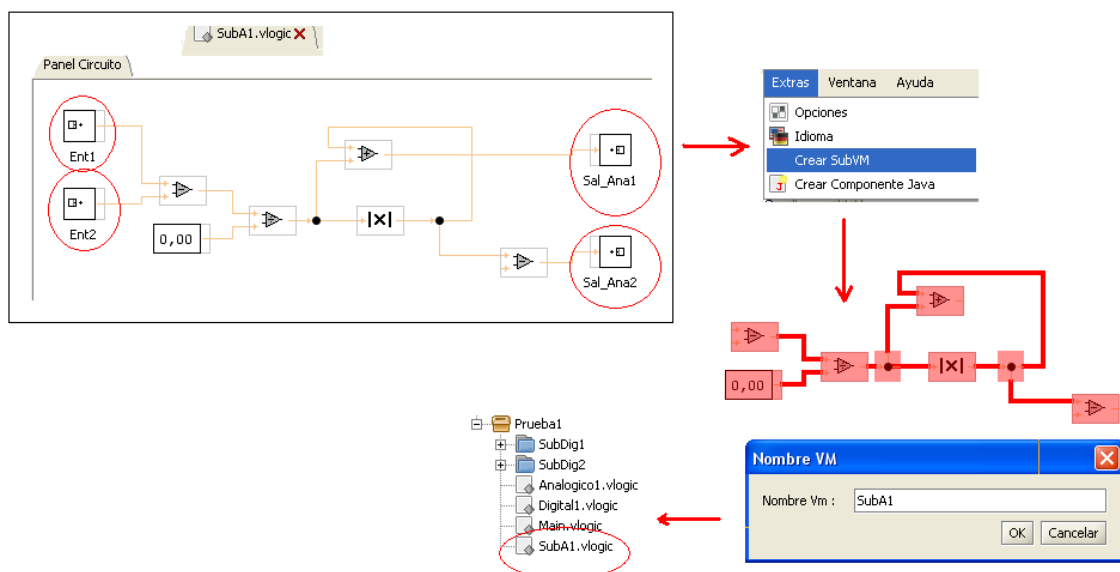 SubA1.vlogic
Panel Circuito
Ent1
Ent2
0,00
|x|
Sal_Ana1
Sal_Ana2
Extras Ventana Ayuda
Opciones
Idioma
Crear SubVM
Crear Componente Java
|x|
0,00
Prueba1
SubDig1
SubDig2
Analogico1.vlogic
Digital1.vlogic
Main.vlogic
SubA1.vlogic
Nombre VM
Nombre Vm : SubA1
OK Cancelar